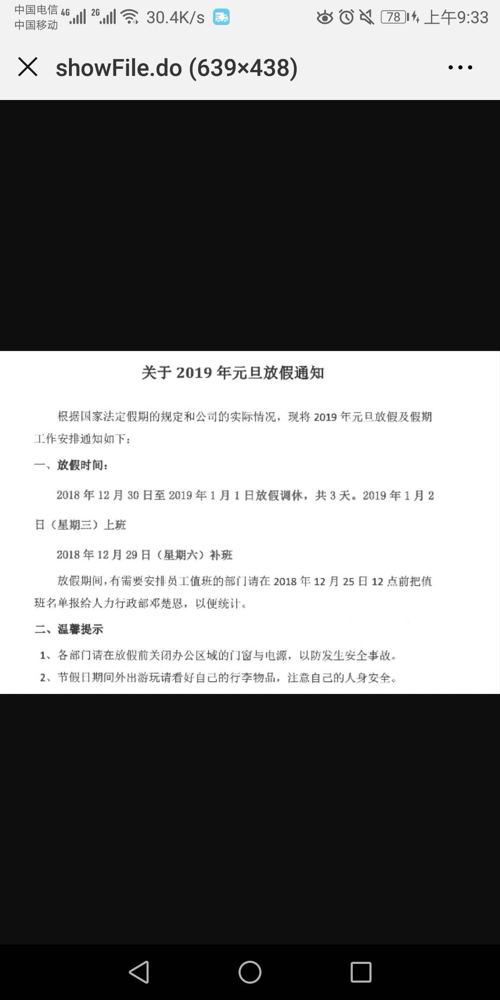 中国电信 4G 2G 30.4K/s 78 上午9:33
中国移动
showFile.do (639×438)
关于 2019 年元旦放假通知
根据国家法定假期的规定和公司的实际情况，现将 2019 年元旦放假及假期
工作安排通知如下：
一、放假时间：
2018 年 12 月 30 日至 2019 年 1 月 1 日放假调休，共 3 天。2019 年 1 月 2
日（星期三）上班
2018 年 12 月 29 日（星期六）补班
放假期间，有需要安排员工值班的部门请在 2018 年 12 月 25 日 12 点前把值
班名单报给人力行政部邓楚恩，以便统计。
二、温馨提示
1、各部门请在放假前关闭办公区域的门窗与电源，以防发生安全事故。
2、节假日期间外出游玩请看好自己的行李物品，注意自己的人身安全。